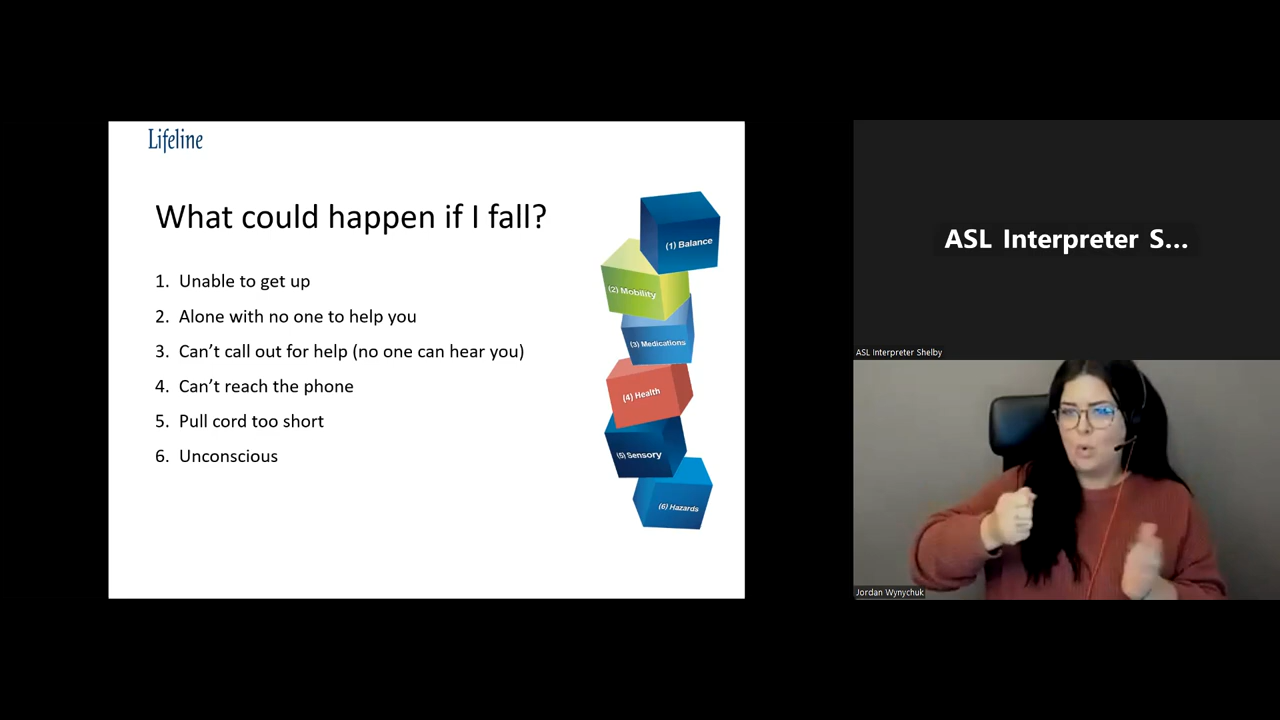 Lifeline
What could happen if I fall?
1. Unable to get up
2. Alone with no one to help you
3. Can’t call out for help (no one can hear you)
4. Can’t reach the phone
5. Pull cord too short
6. Unconscious
(1) Balance
(2) Mobility
(3) Medications
(4) Health
(5) Sensory
(6) Hazards
ASL Interpreter S...
ASL Interpreter Shelby
Jordan Wynychuk